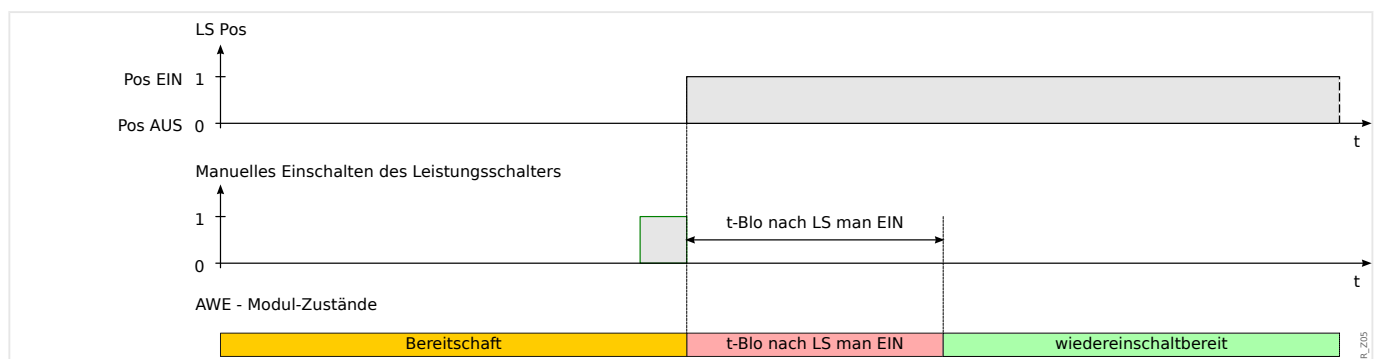 LS Pos
Pos EIN 1
Pos AUS 0
t
Manuelles Einschalten des Leistungsschalters
1
t-Blo nach LS man EIN
0
t
AWE - Modul-Zustände
Bereitschaft t-Blo nach LS man EIN wiedereinschaltbereit
R_Z05